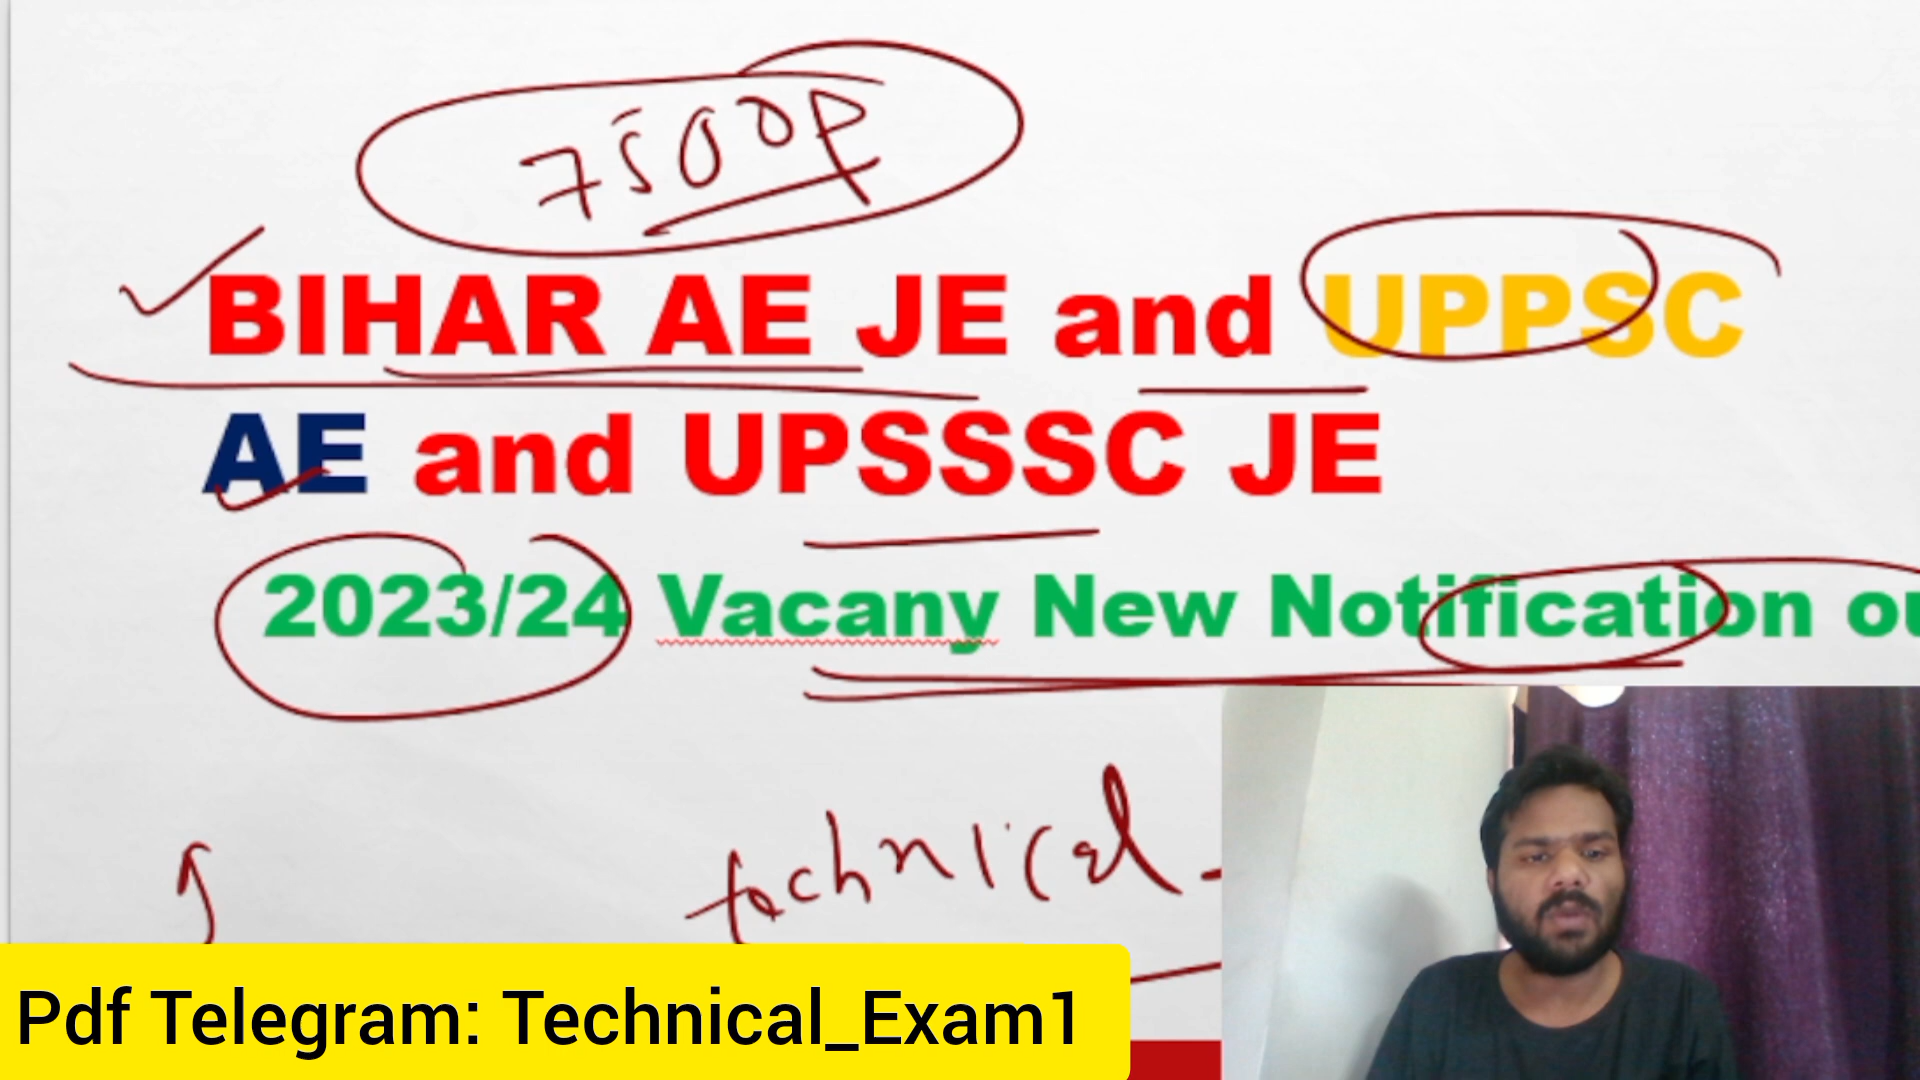 7500P
BIHAR AE JE and UPPSC
AE and UPSSSC JE
2023/24 Vacany New Notification ou
technical
Pdf Telegram: Technical_Exam1